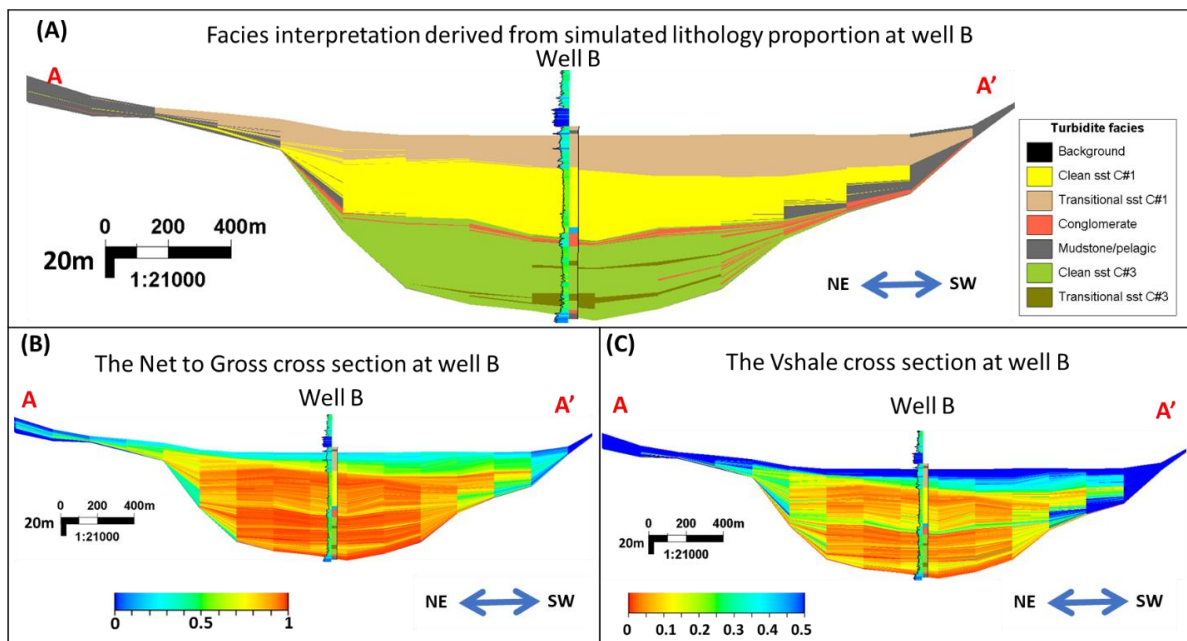 (A)
Facies interpretation derived from simulated lithology proportion at well B
Well B
A
A'
Turbidite facies
Background
Clean sst C#1
Transitional sst C#1
Conglomerate
Mudstone/pelagic
Clean sst C#3
Transitional sst C#3
0 200 400m
20m
1:21000
NE SW
(B)
The Net to Gross cross section at well B
Well B
A
A'
0 200 400m
20m
1:21000
NE SW
0 0.5 1
(C)
The Vshale cross section at well B
Well B
A
A'
0 200 400m
20m
1:21000
NE SW
0 0.1 0.2 0.3 0.4 0.5